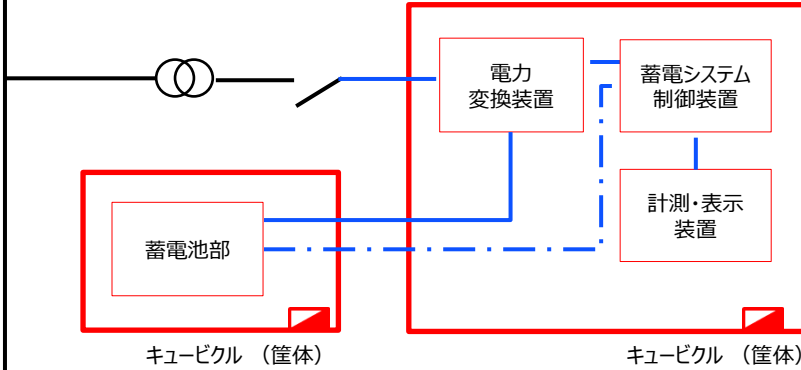 電力
変換装置
蓄電システム
制御装置
計測・表示
装置
蓄電池部
キュービクル （筐体）
キュービクル （筐体）